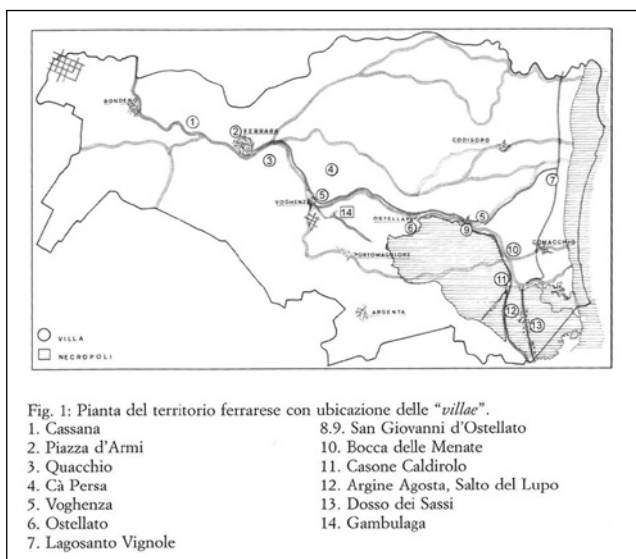 BONDENO
1
2
FERRARA
3
4
CODIGORO
7
5
VOGHENZA
14
OSTELLATO
6
9
5
10
COMACCHIO
PORTOMAGGIORE
11
ARGENTA
12
13
VILLA
NECROPOLI
Fig. 1: Pianta del territorio ferrarese con ubicazione delle “villae”.
1. Cassana
2. Piazza d'Armi
3. Quacchio
4. Cà Persa
5. Voghenza
6. Ostellato
7. Lagosanto Vignole
8.9. San Giovanni d'Ostellato
10. Bocca delle Menate
11. Casone Caldirolo
12. Argine Agosta, Salto del Lupo
13. Dosso dei Sassi
14. Gambulaga